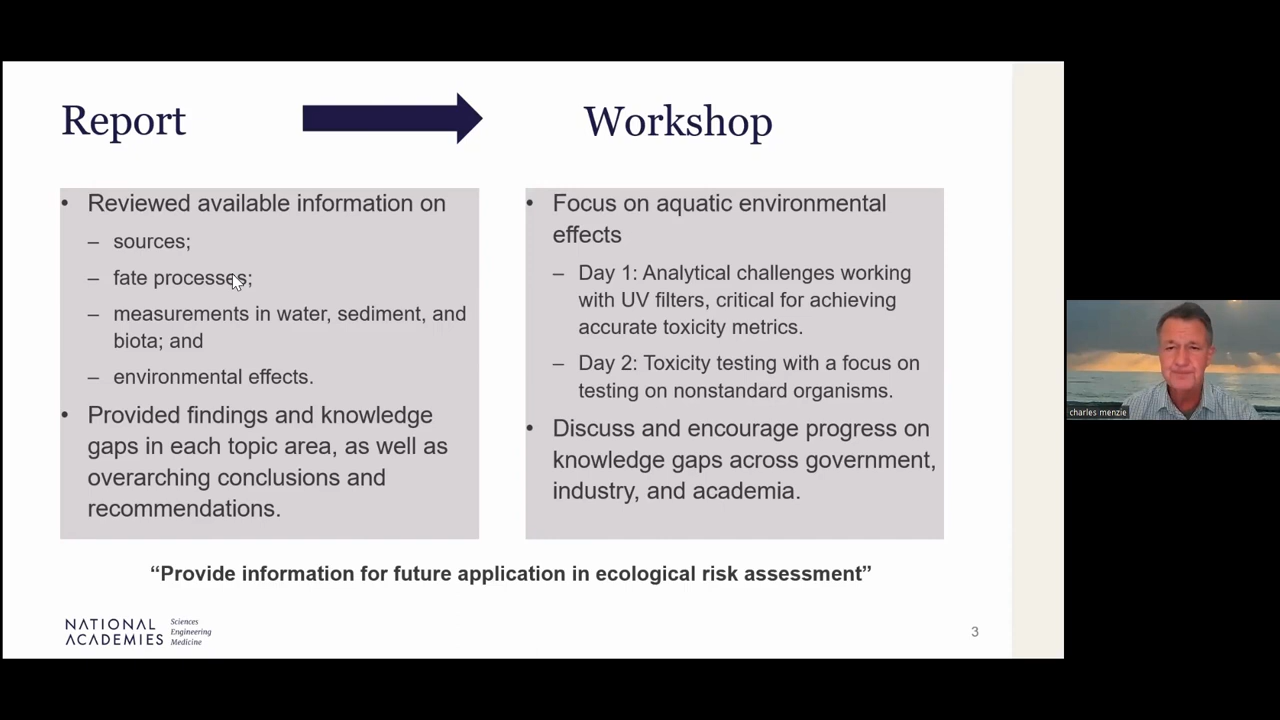 Report
Workshop
• Reviewed available information on
– sources;
– fate processes;
– measurements in water, sediment, and
biota; and
– environmental effects.
• Provided findings and knowledge
gaps in each topic area, as well as
overarching conclusions and
recommendations.
• Focus on aquatic environmental
effects
– Day 1: Analytical challenges working
with UV filters, critical for achieving
accurate toxicity metrics.
– Day 2: Toxicity testing with a focus on
testing on nonstandard organisms.
• Discuss and encourage progress on
knowledge gaps across government,
industry, and academia.
“Provide information for future application in ecological risk assessment”
NATIONAL
ACADEMIES
Sciences
Engineering
Medicine
3
charles menzie